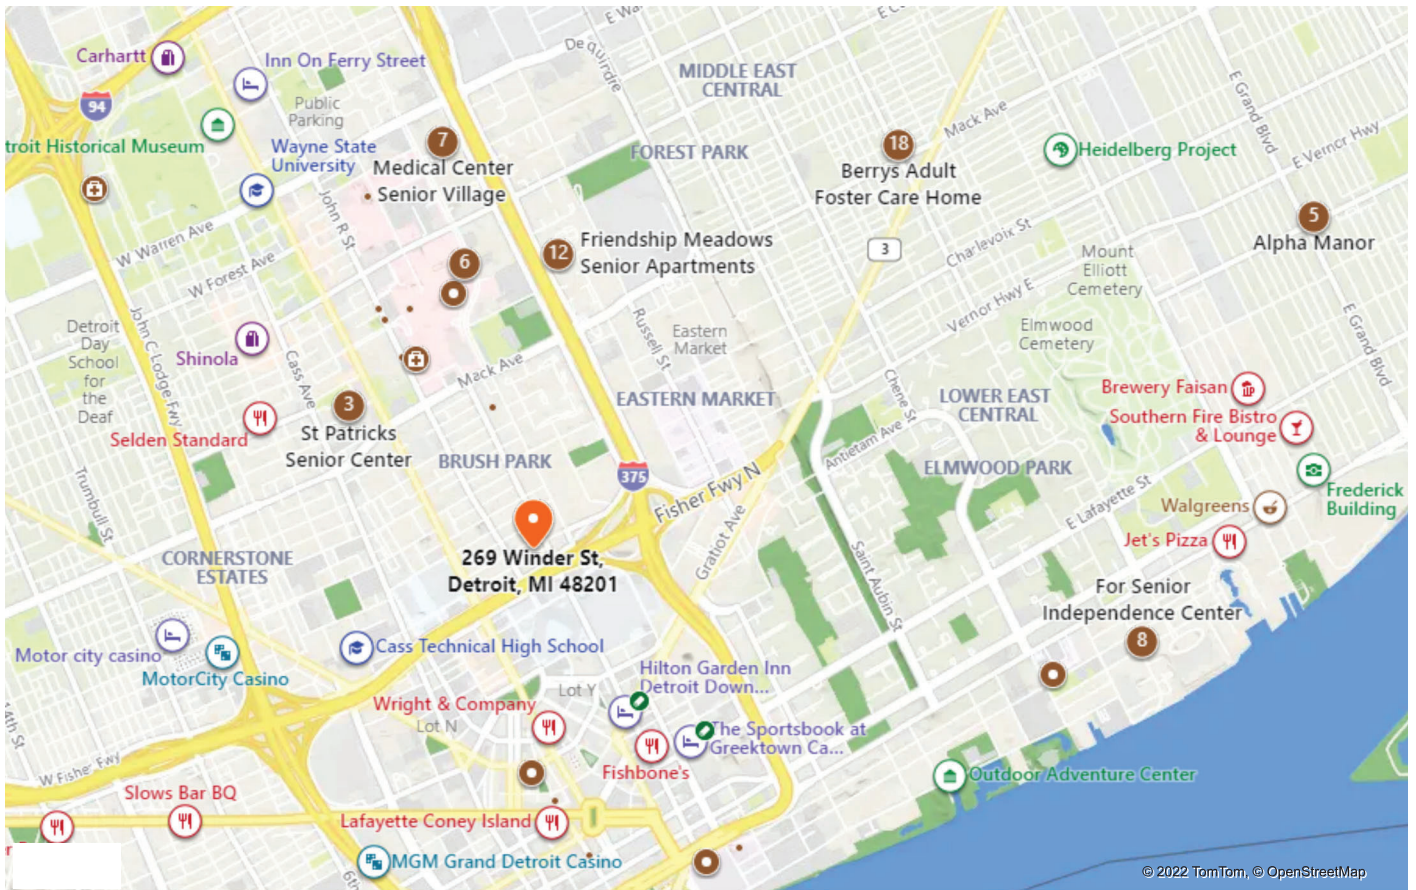 E Wa
E Co
Carhartt
Inn On Ferry Street
Dequindre
MIDDLE EAST
CENTRAL
E Grand Blvd
94
Public
Parking
Mack Ave
E Vernor Hwy
troit Historical Museum
Wayne State
University
7
Medical Center
Senior Village
FOREST PARK
18
Berrys Adult
Foster Care Home
Heidelberg Project
John R St
W Warren Ave
W Forest Ave
6
12
Friendship Meadows
Senior Apartments
3
Charlevoix St
Mount
Elliott
Cemetery
5
Alpha Manor
Vernor Hwy E
E Grand Blvd
John C Lodge Fwy
Detroit
Day
School
for
the
Deaf
Shinola
Cass Ave
Mack Ave
Russell St
Eastern
Market
Elmwood
Cemetery
EASTERN MARKET
Chene St
LOWER EAST
CENTRAL
Brewery Faisan
Southern Fire Bistro
& Lounge
Selden Standard
3
St Patricks
Senior Center
BRUSH PARK
375
Fisher Fwy N
Antietam Ave
ELMWOOD PARK
Trumbull St
Frederick
Building
E Lafayette St
Walgreens
Jet's Pizza
Gratiot Ave
Saint Aubin St
CORNERSTONE
ESTATES
269 Winder St,
Detroit, MI 48201
For Senior
Independence Center
8
Motor city casino
MotorCity Casino
Cass Technical High School
Hilton Garden Inn
Detroit Down...
Lot Y
Wright & Company
Lot N
The Sportsbook at
Greektown Ca...
Fishbone's
14th St
W Fisher Fwy
Outdoor Adventure Center
Slows Bar BQ
Lafayette Coney Island
er
MGM Grand Detroit Casino
6th
© 2022 TomTom, © OpenStreetMap